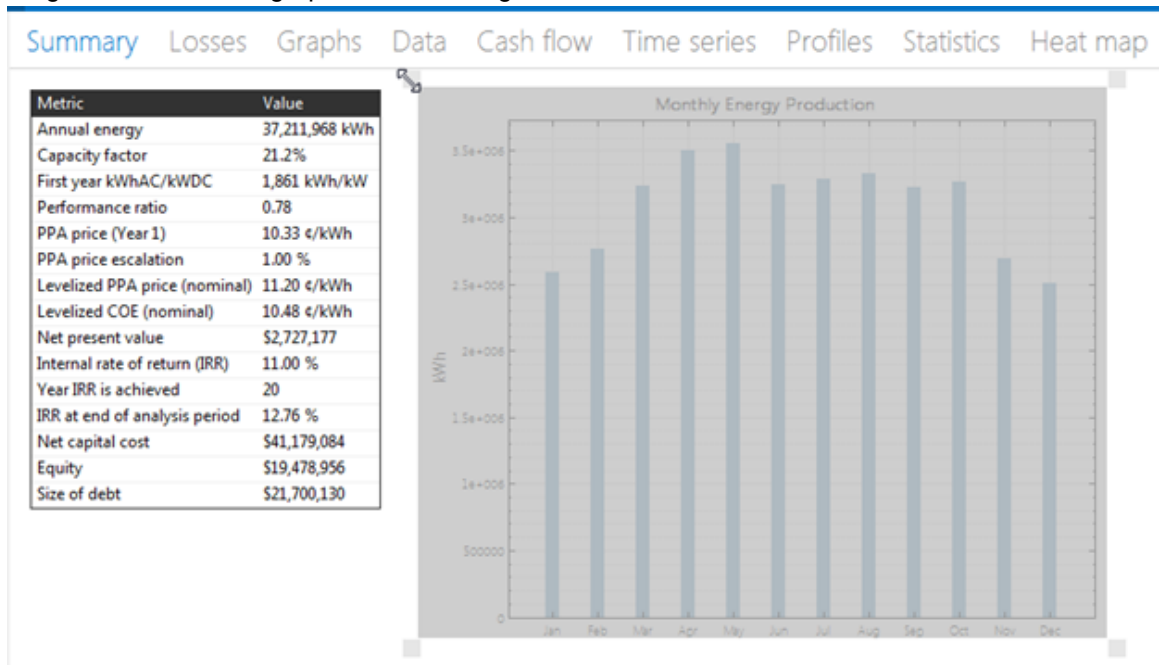 Summary Losses Graphs Data Cash flow Time series Profiles Statistics Heat map
Metric Value
Annual energy 37,211,968 kWh
Capacity factor 21.2%
First year kWhAC/kWDC 1,861 kWh/kW
Performance ratio 0.78
PPA price (Year 1) 10.33 ¢/kWh
PPA price escalation 1.00 %
Levelized PPA price (nominal) 11.20 ¢/kWh
Levelized COE (nominal) 10.48 ¢/kWh
Net present value $2,727,177
Internal rate of return (IRR) 11.00 %
Year IRR is achieved 20
IRR at end of analysis period 12.76 %
Net capital cost $41,179,084
Equity $19,478,956
Size of debt $21,700,130
Monthly Energy Production
3.5e+006
3e+006
2.5e+006
2e+006
1.5e+006
1e+006
500000
0
kWh
Jan Feb Mar Apr May Jun Jul Aug Sep Oct Nov Dec